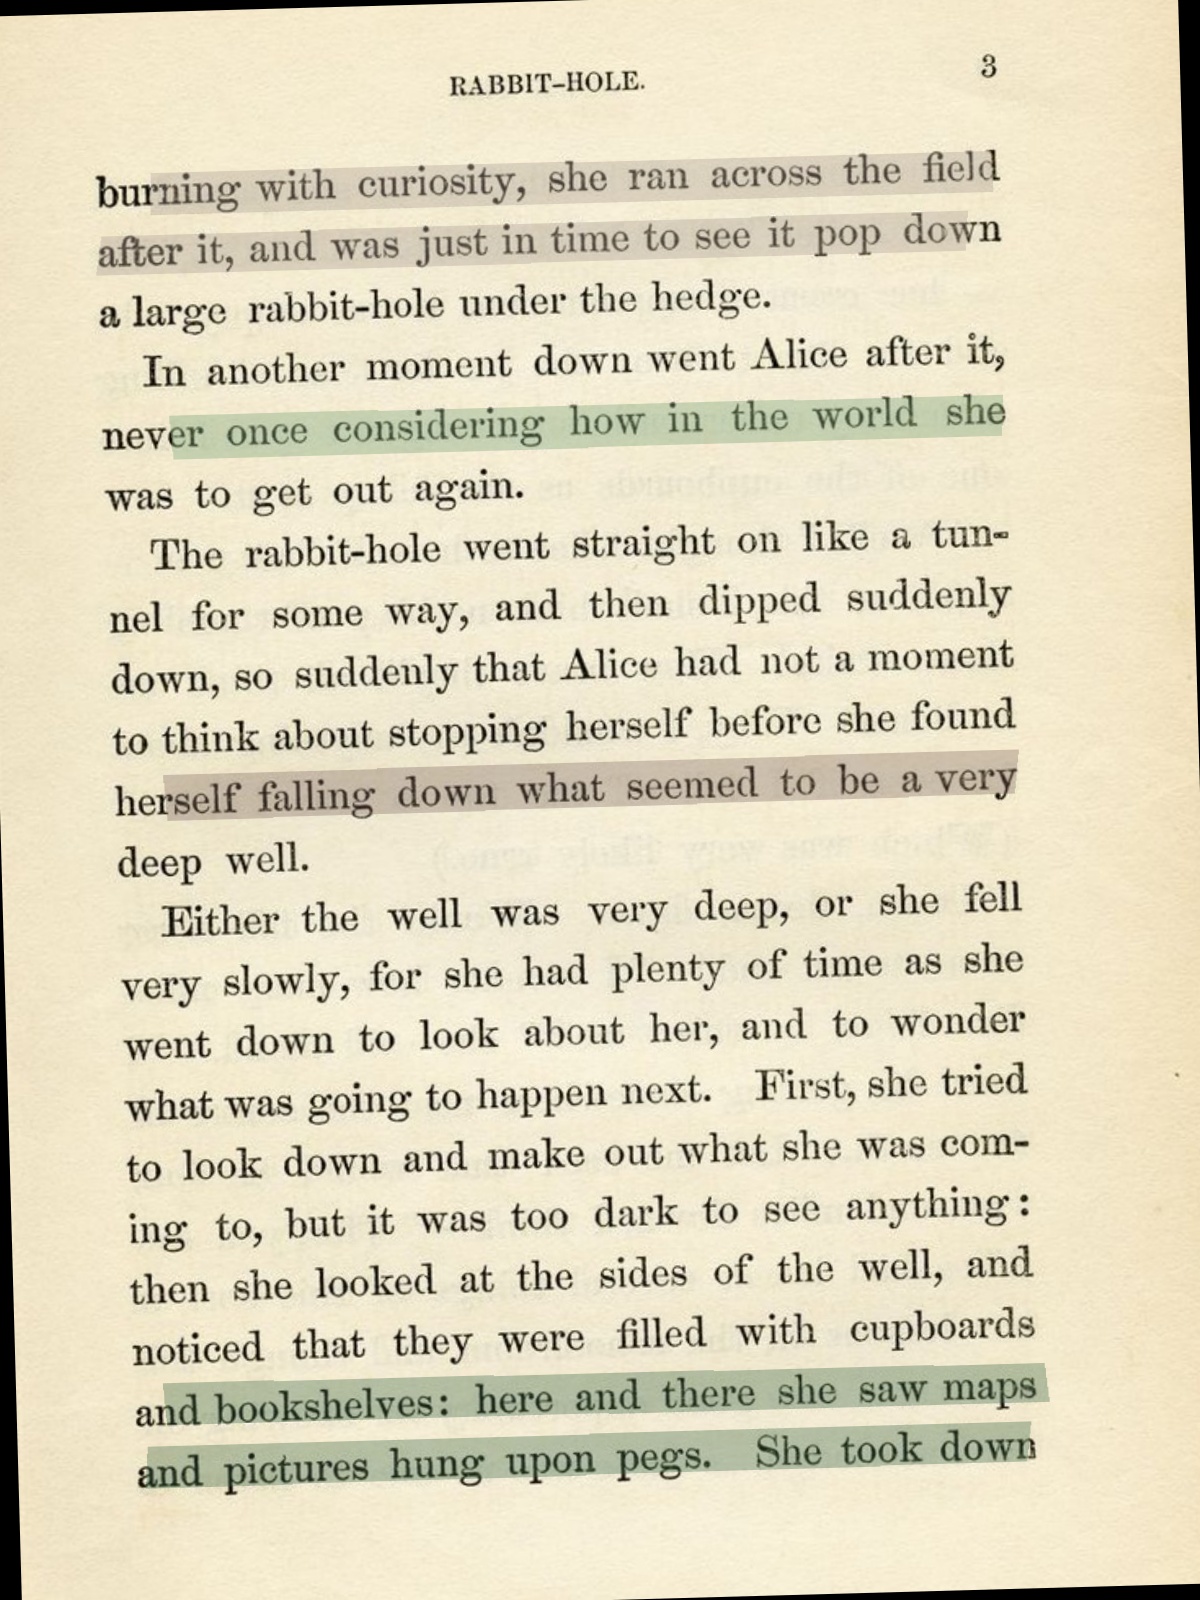 RABBIT-HOLE.
3
burning with curiosity, she ran across the field
after it, and was just in time to see it pop down
a large rabbit-hole under the hedge.
In another moment down went Alice after it,
never once considering how in the world she
was to get out again.
The rabbit-hole went straight on like a tun-
nel for some way, and then dipped suddenly
down, so suddenly that Alice had not a moment
to think about stopping herself before she found
herself falling down what seemed to be a very
deep well.
Either the well was very deep, or she fell
very slowly, for she had plenty of time as she
went down to look about her, and to wonder
what was going to happen next. First, she tried
to look down and make out what she was com-
ing to, but it was too dark to see anything:
then she looked at the sides of the well, and
noticed that they were filled with cupboards
and bookshelves: here and there she saw maps
and pictures hung upon pegs. She took down